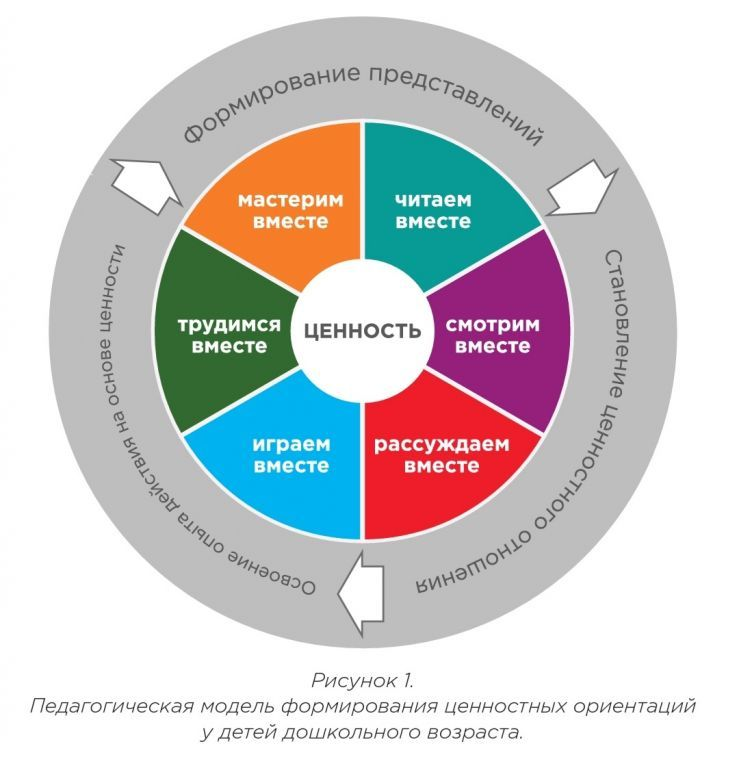 Формирование представлений
мастерим
вместе
читаем
вместе
трудимся
вместе
ЦЕННОСТЬ
смотрим
вместе
играем
вместе
рассуждаем
вместе
Становление ценностного отношения
Освоение опыта действия на основе ценности
Рисунок 1.
Педагогическая модель формирования ценностных ориентаций
у детей дошкольного возраста.